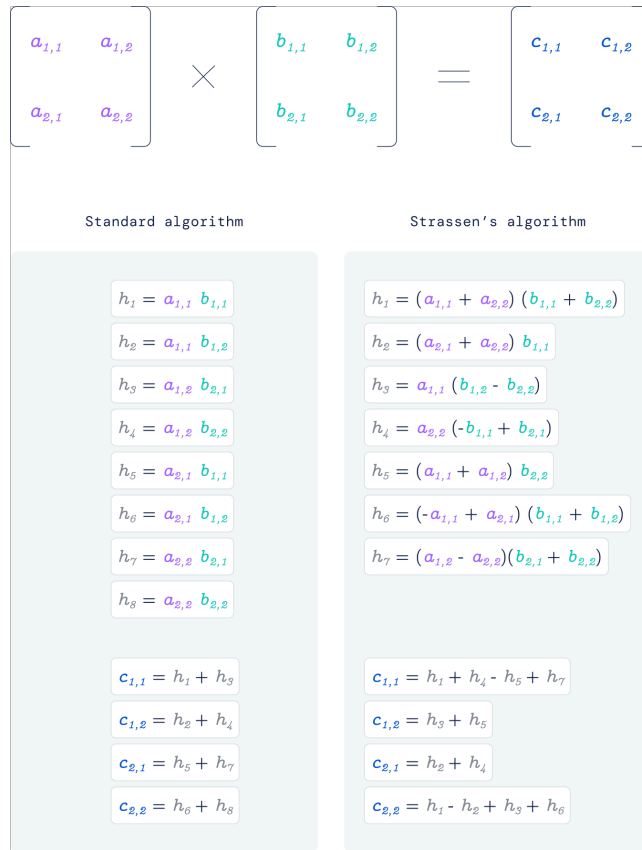 a₁,₁ a₁,₂ × b₁,₁ b₁,₂ = c₁,₁ c₁,₂
a₂,₁ a₂,₂ b₂,₁ b₂,₂ c₂,₁ c₂,₂
Standard algorithm
h₁ = a₁,₁ b₁,₁
h₂ = a₁,₁ b₁,₂
h₃ = a₁,₂ b₂,₁
h₄ = a₁,₂ b₂,₂
h₅ = a₂,₁ b₁,₁
h₆ = a₂,₁ b₁,₂
h₇ = a₂,₂ b₂,₁
h₈ = a₂,₂ b₂,₂
c₁,₁ = h₁ + h₃
c₁,₂ = h₂ + h₄
c₂,₁ = h₅ + h₇
c₂,₂ = h₆ + h₈
Strassen’s algorithm
h₁ = (a₁,₁ + a₂,₂) (b₁,₁ + b₂,₂)
h₂ = (a₂,₁ + a₂,₂) b₁,₁
h₃ = a₁,₁ (b₁,₂ - b₂,₂)
h₄ = a₂,₂ (-b₁,₁ + b₂,₁)
h₅ = (a₁,₁ + a₁,₂) b₂,₂
h₆ = (-a₁,₁ + a₂,₁) (b₁,₁ + b₁,₂)
h₇ = (a₁,₂ - a₂,₂)(b₂,₁ + b₂,₂)
c₁,₁ = h₁ + h₄ - h₅ + h₇
c₁,₂ = h₃ + h₅
c₂,₁ = h₂ + h₄
c₂,₂ = h₁ - h₂ + h₃ + h₆